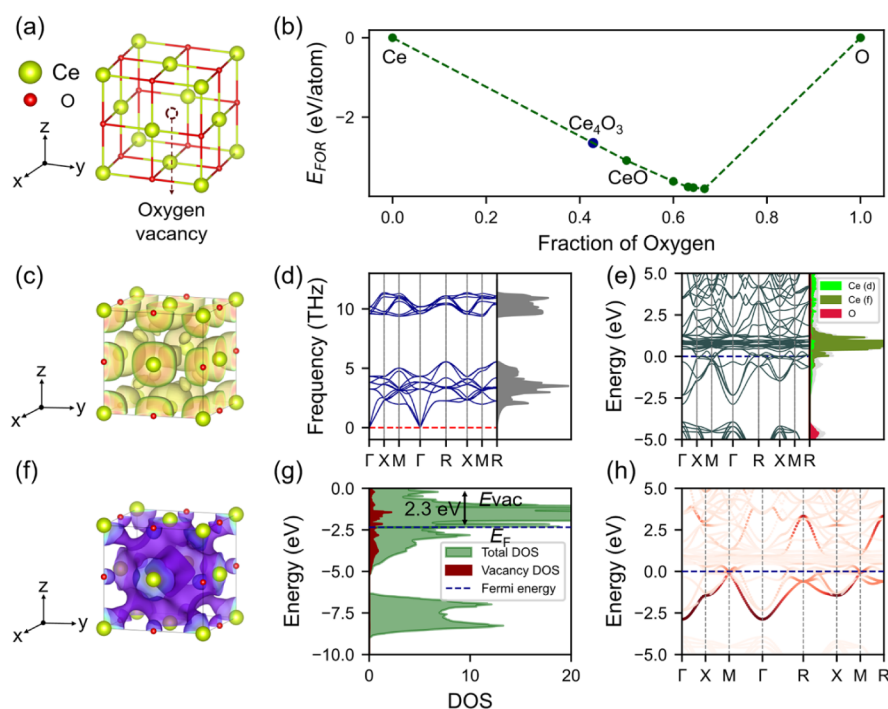 (a)
Ce
O
z
x
y
Oxygen
vacancy
(b)
E_FOR (eV/atom)
0
−2
Ce
Ce₄O₃
CeO
O
0.0 0.2 0.4 0.6 0.8 1.0
Fraction of Oxygen
(c)
z
x
y
(d)
Frequency (THz)
10
5
0
Γ X M Γ R X M R
(e)
Energy (eV)
5.0
2.5
0.0
−2.5
−5.0
Ce (d)
Ce (f)
O
Γ X M Γ R X M R
(f)
z
x
y
(g)
Energy (eV)
0.0
−2.5
−5.0
−7.5
−10.0
Evac
2.3 eV
E_F
Total DOS
Vacancy DOS
Fermi energy
0 10 20
DOS
(h)
Energy (eV)
5.0
2.5
0.0
−2.5
5.0
Γ X M Γ R X M R